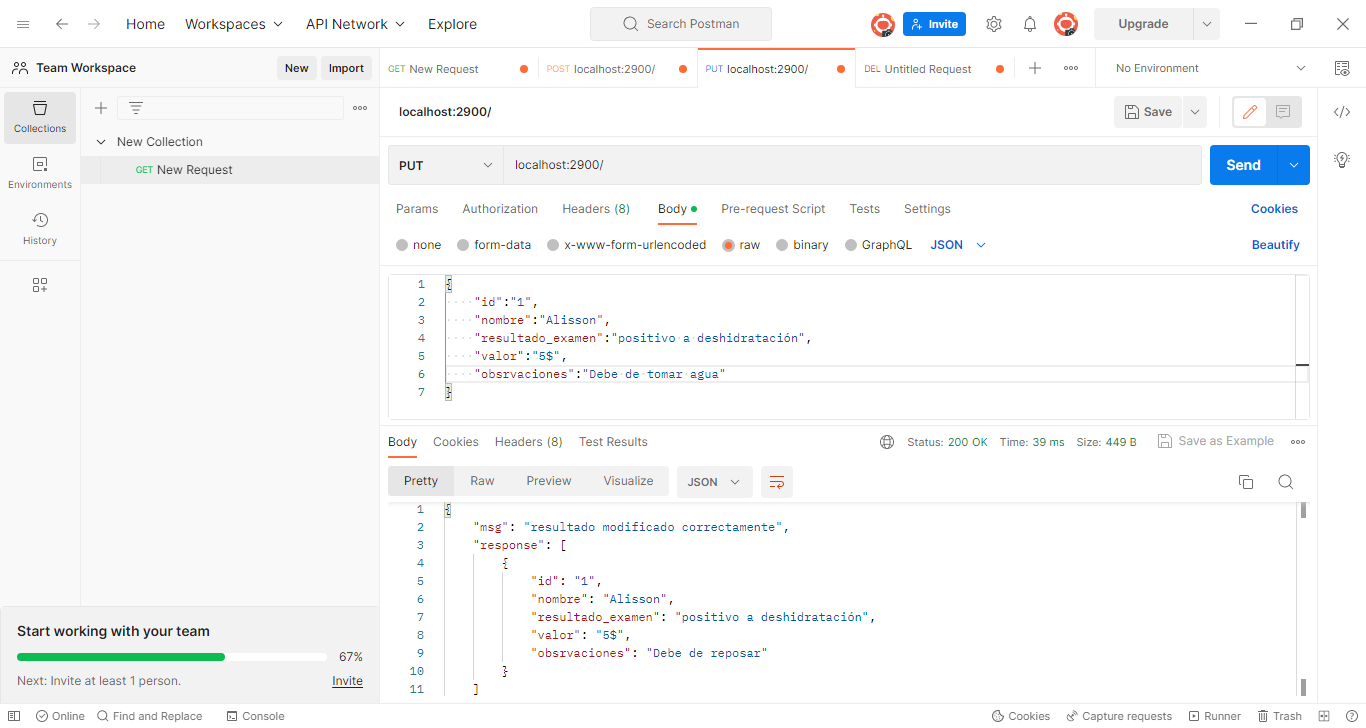 Home Workspaces API Network Explore Search Postman Invite Upgrade
Team Workspace New Import GET New Request POST localhost:2900/ PUT localhost:2900/ DEL Untitled Request No Environment
Collections
Environments
History
New Collection
GET New Request
localhost:2900/ Save
PUT localhost:2900/ Send
Params Authorization Headers (8) Body Pre-request Script Tests Settings Cookies
none form-data x-www-form-urlencoded raw binary GraphQL JSON Beautify
1 {
2 "id":"1",
3 "nombre":"Alisson",
4 "resultado_examen":"positivo a deshidratación",
5 "valor":"5$",
6 "obsrvaciones":"Debe de tomar agua"
7 }
Body Cookies Headers (8) Test Results Status: 200 OK Time: 39 ms Size: 449 B Save as Example
Pretty Raw Preview Visualize JSON
1 {
2 "msg": "resultado modificado correctamente",
3 "response": [
4 {
5 "id": "1",
6 "nombre": "Alisson",
7 "resultado_examen": "positivo a deshidratación",
8 "valor": "5$",
9 "obsrvaciones": "Debe de reposar"
10 }
11 ]
Start working with your team
67%
Next: Invite at least 1 person. Invite
Online Find and Replace Console Cookies Capture requests Runner Trash